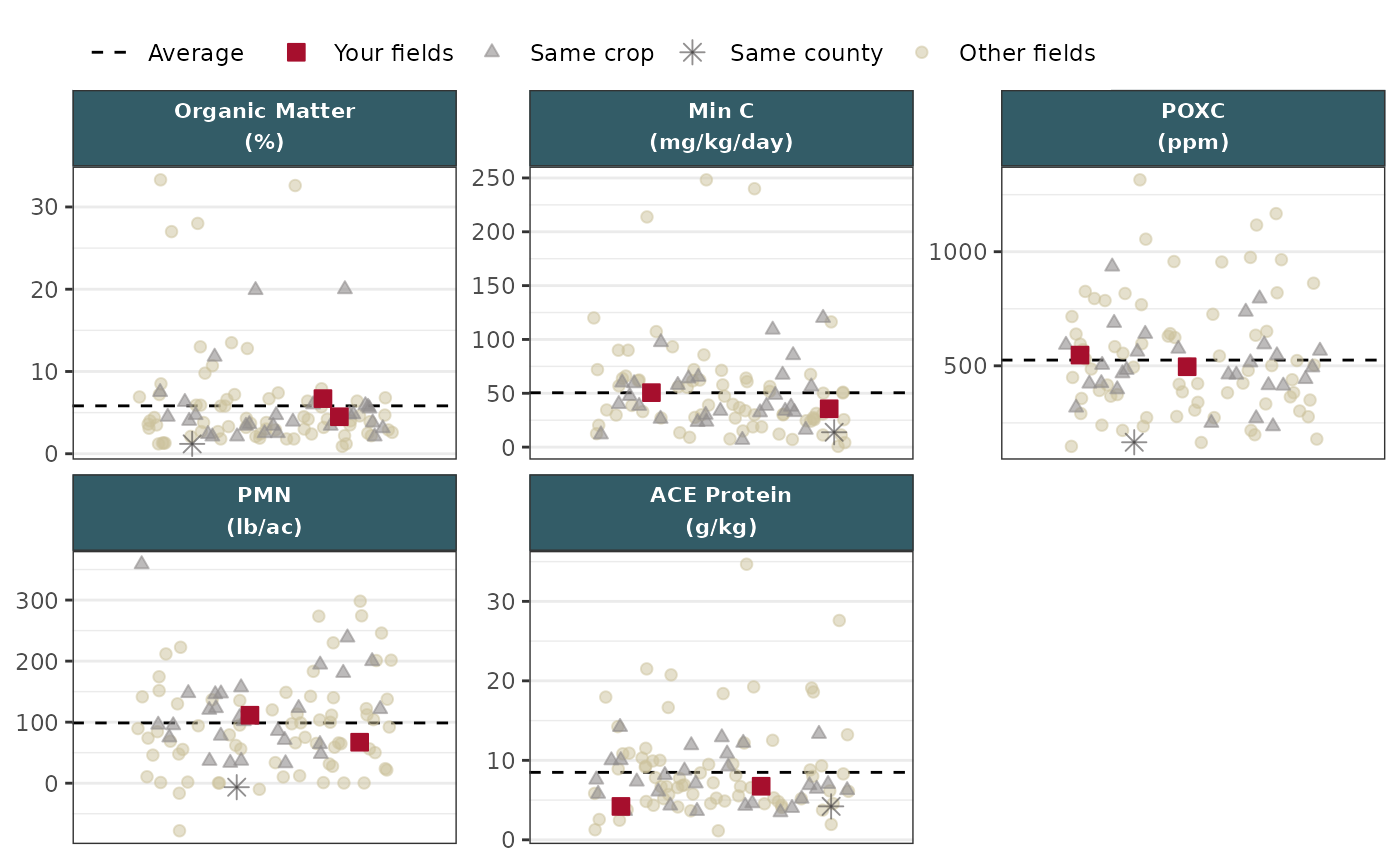 Average Your fields Same crop Same county Other fields
Organic Matter
(%)
30
20
10
0
Min C
(mg/kg/day)
250
200
150
100
50
0
POXC
(ppm)
1000
500
PMN
(lb/ac)
300
200
100
0
ACE Protein
(g/kg)
30
20
10
0